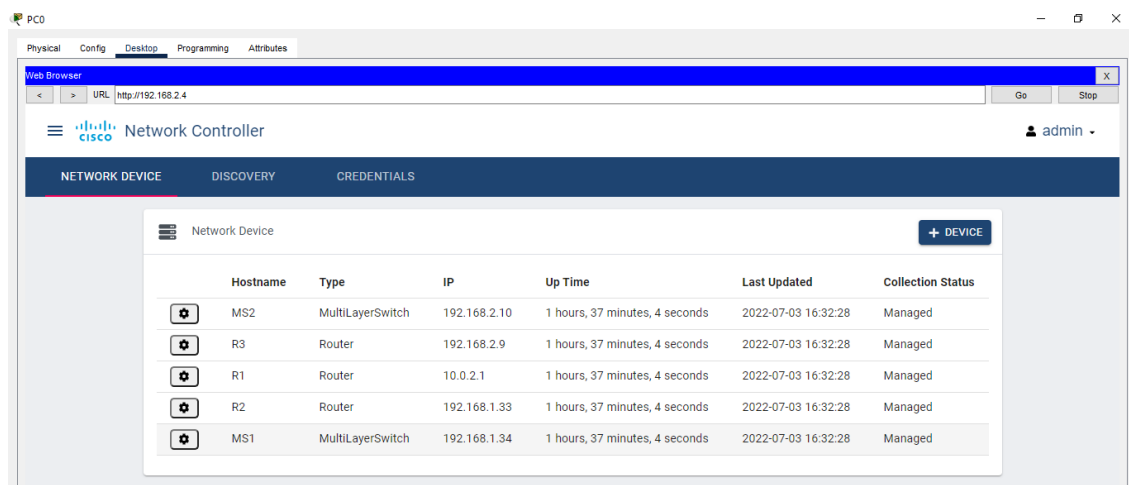 PC0
Physical Config Desktop Programming Attributes
Web Browser X
< > URL http://192.168.2.4 Go Stop
CISCO Network Controller admin
NETWORK DEVICE DISCOVERY CREDENTIALS
Network Device + DEVICE
Hostname Type IP Up Time Last Updated Collection Status
MS2 MultiLayerSwitch 192.168.2.10 1 hours, 37 minutes, 4 seconds 2022-07-03 16:32:28 Managed
R3 Router 192.168.2.9 1 hours, 37 minutes, 4 seconds 2022-07-03 16:32:28 Managed
R1 Router 10.0.2.1 1 hours, 37 minutes, 4 seconds 2022-07-03 16:32:28 Managed
R2 Router 192.168.1.33 1 hours, 37 minutes, 4 seconds 2022-07-03 16:32:28 Managed
MS1 MultiLayerSwitch 192.168.1.34 1 hours, 37 minutes, 4 seconds 2022-07-03 16:32:28 Managed